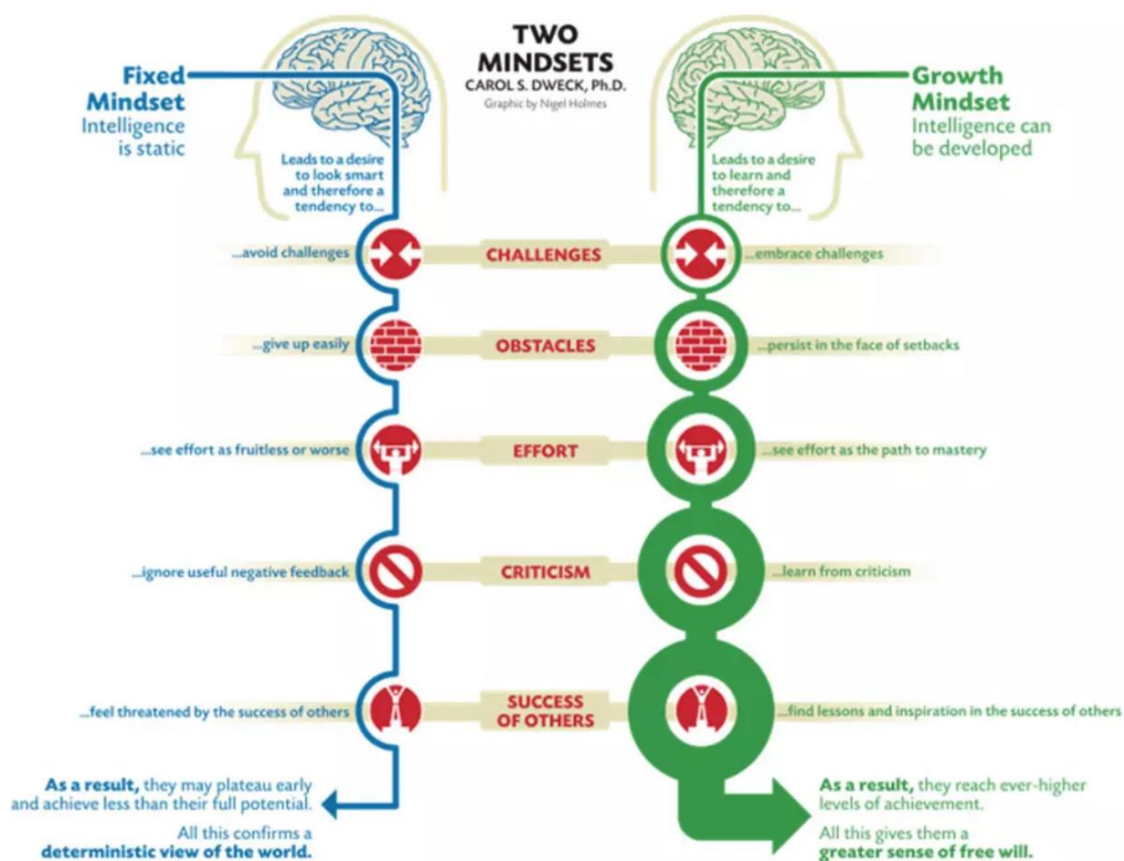 TWO
MINDSETS
CAROL S. DWECK, Ph.D.
Graphic by Nigel Holmes
Fixed
Mindset
Intelligence
is static
Leads to a desire
to look smart
and therefore a
tendency to...
Growth
Mindset
Intelligence can
be developed
Leads to a desire
to learn and
therefore a
tendency to...
...avoid challenges
CHALLENGES
...embrace challenges
...give up easily
OBSTACLES
...persist in the face of setbacks
...see effort as fruitless or worse
EFFORT
...see effort as the path to mastery
...ignore useful negative feedback
CRITICISM
...learn from criticism
...feel threatened by the success of others
SUCCESS
OF OTHERS
...find lessons and inspiration in the success of others
As a result, they may plateau early
and achieve less than their full potential.
All this confirms a
deterministic view of the world.
As a result, they reach ever-higher
levels of achievement.
All this gives them a
greater sense of free will.